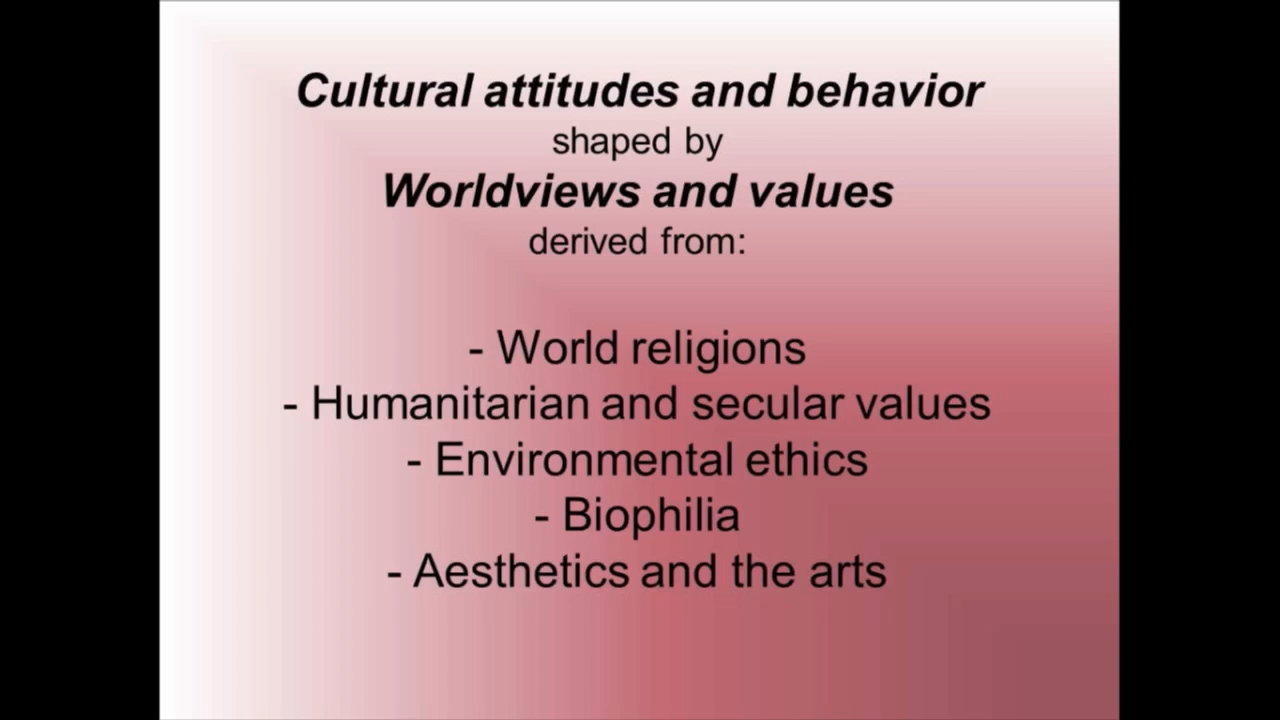 Cultural attitudes and behavior
shaped by
Worldviews and values
derived from:
- World religions
- Humanitarian and secular values
- Environmental ethics
- Biophilia
- Aesthetics and the arts